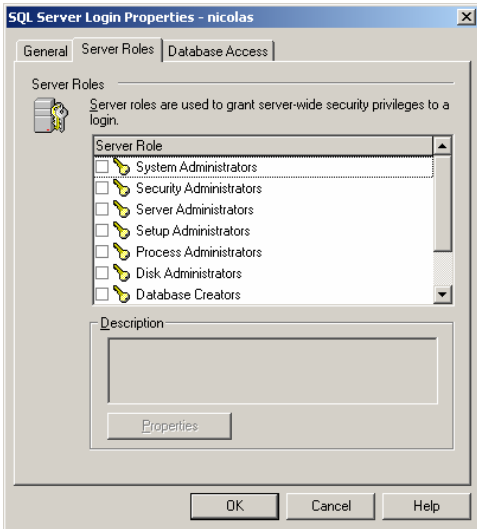 SQL Server Login Properties - nicolas
General Server Roles Database Access
Server Roles
Server roles are used to grant server-wide security privileges to a
login.
Server Role
System Administrators
Security Administrators
Server Administrators
Setup Administrators
Process Administrators
Disk Administrators
Database Creators
Description
Properties
OK Cancel Help